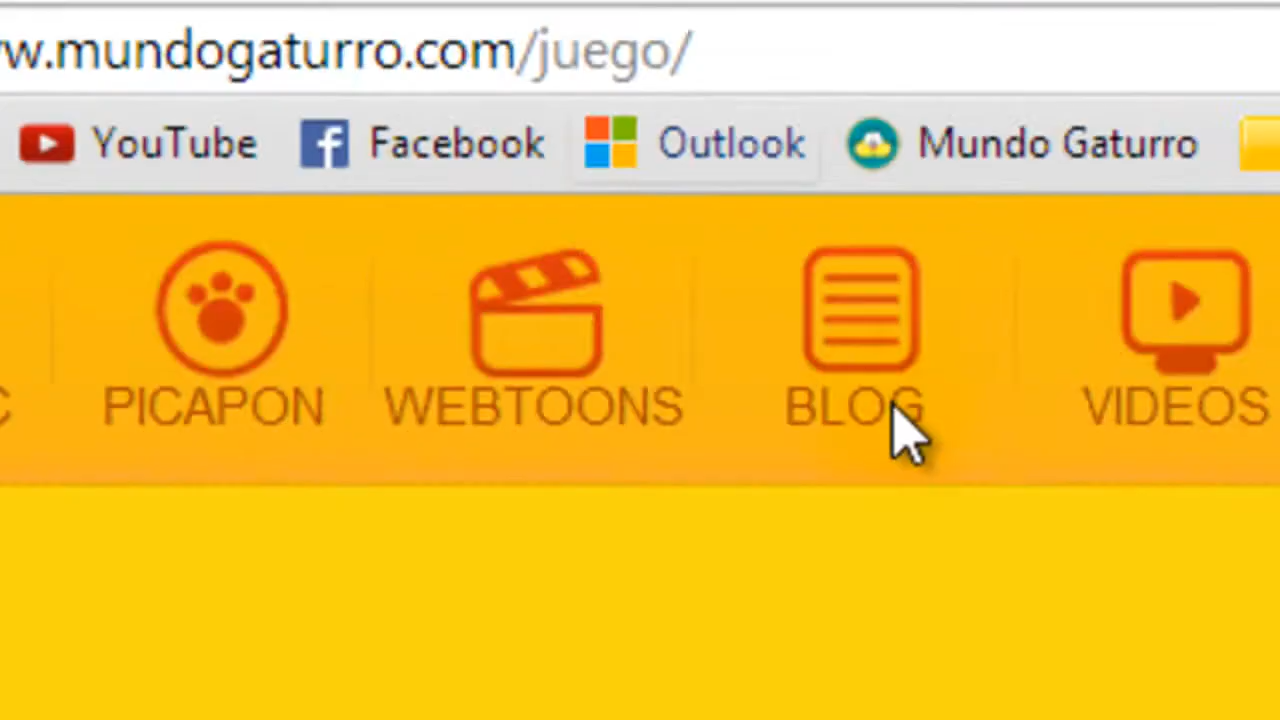 w.mundogaturro.com/juego/
YouTube Facebook Outlook Mundo Gaturro
C PICAPON WEBTOONS BLOG VIDEOS